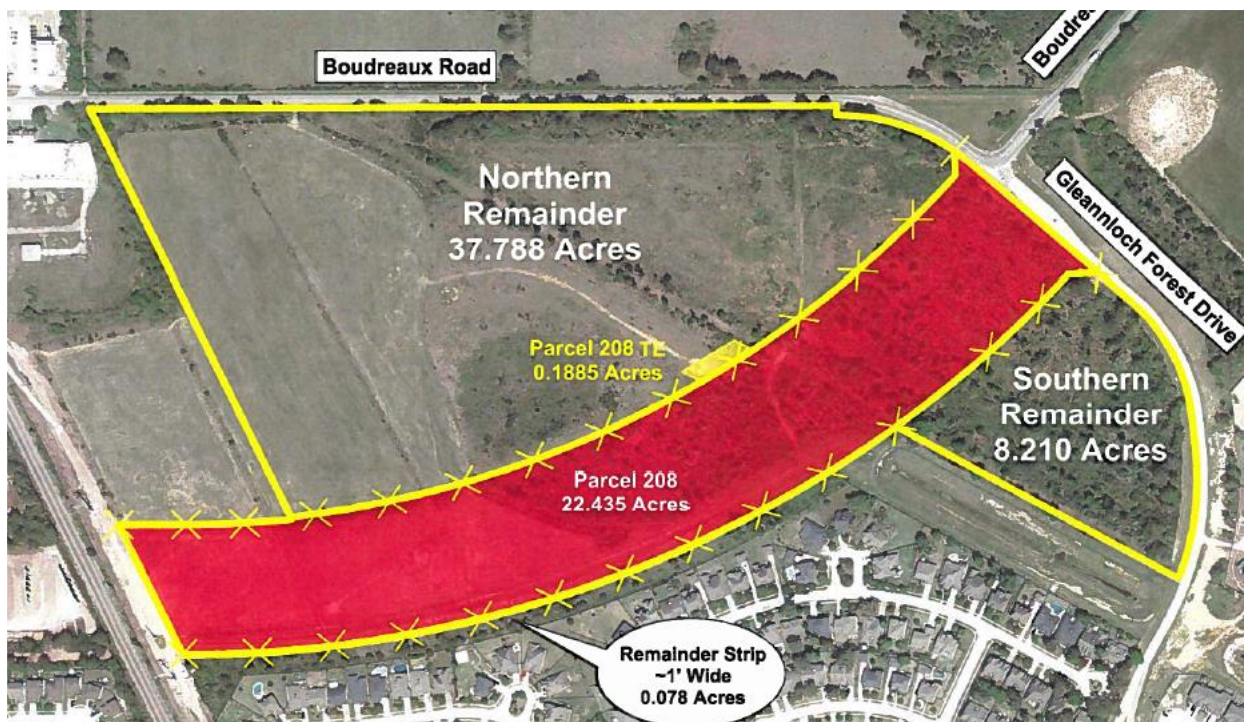 Boudreaux Road
Boudrea
Northern
Remainder
37.788 Acres
Gleannloch Forest Drive
Parcel 208 TE
0.1885 Acres
Southern
Remainder
8.210 Acres
Parcel 208
22.435 Acres
Remainder Strip
~1' Wide
0.078 Acres